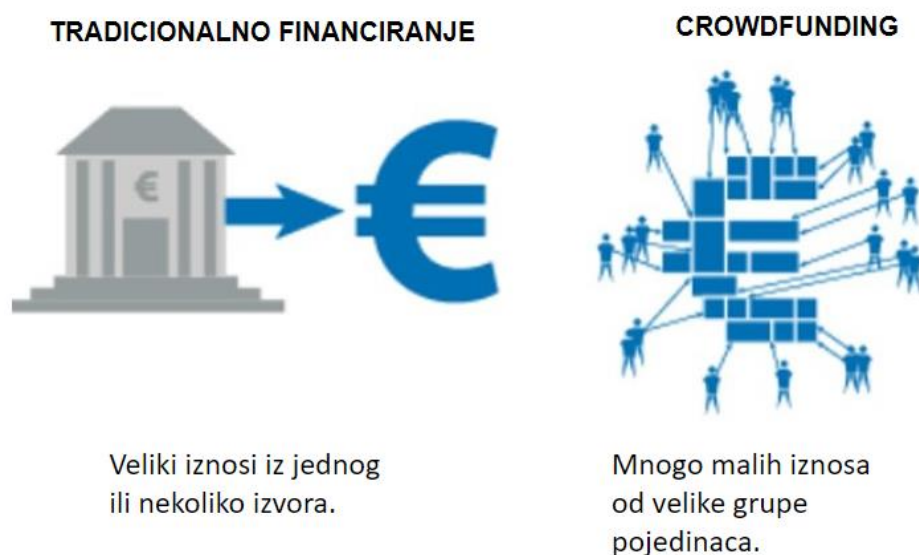 TRADICIONALNO FINANCIRANJE
€
€
Veliki iznosi iz jednog
ili nekoliko izvora.
CROWDFUNDING
Mnogo malih iznosa
od velike grupe
pojedinaca.